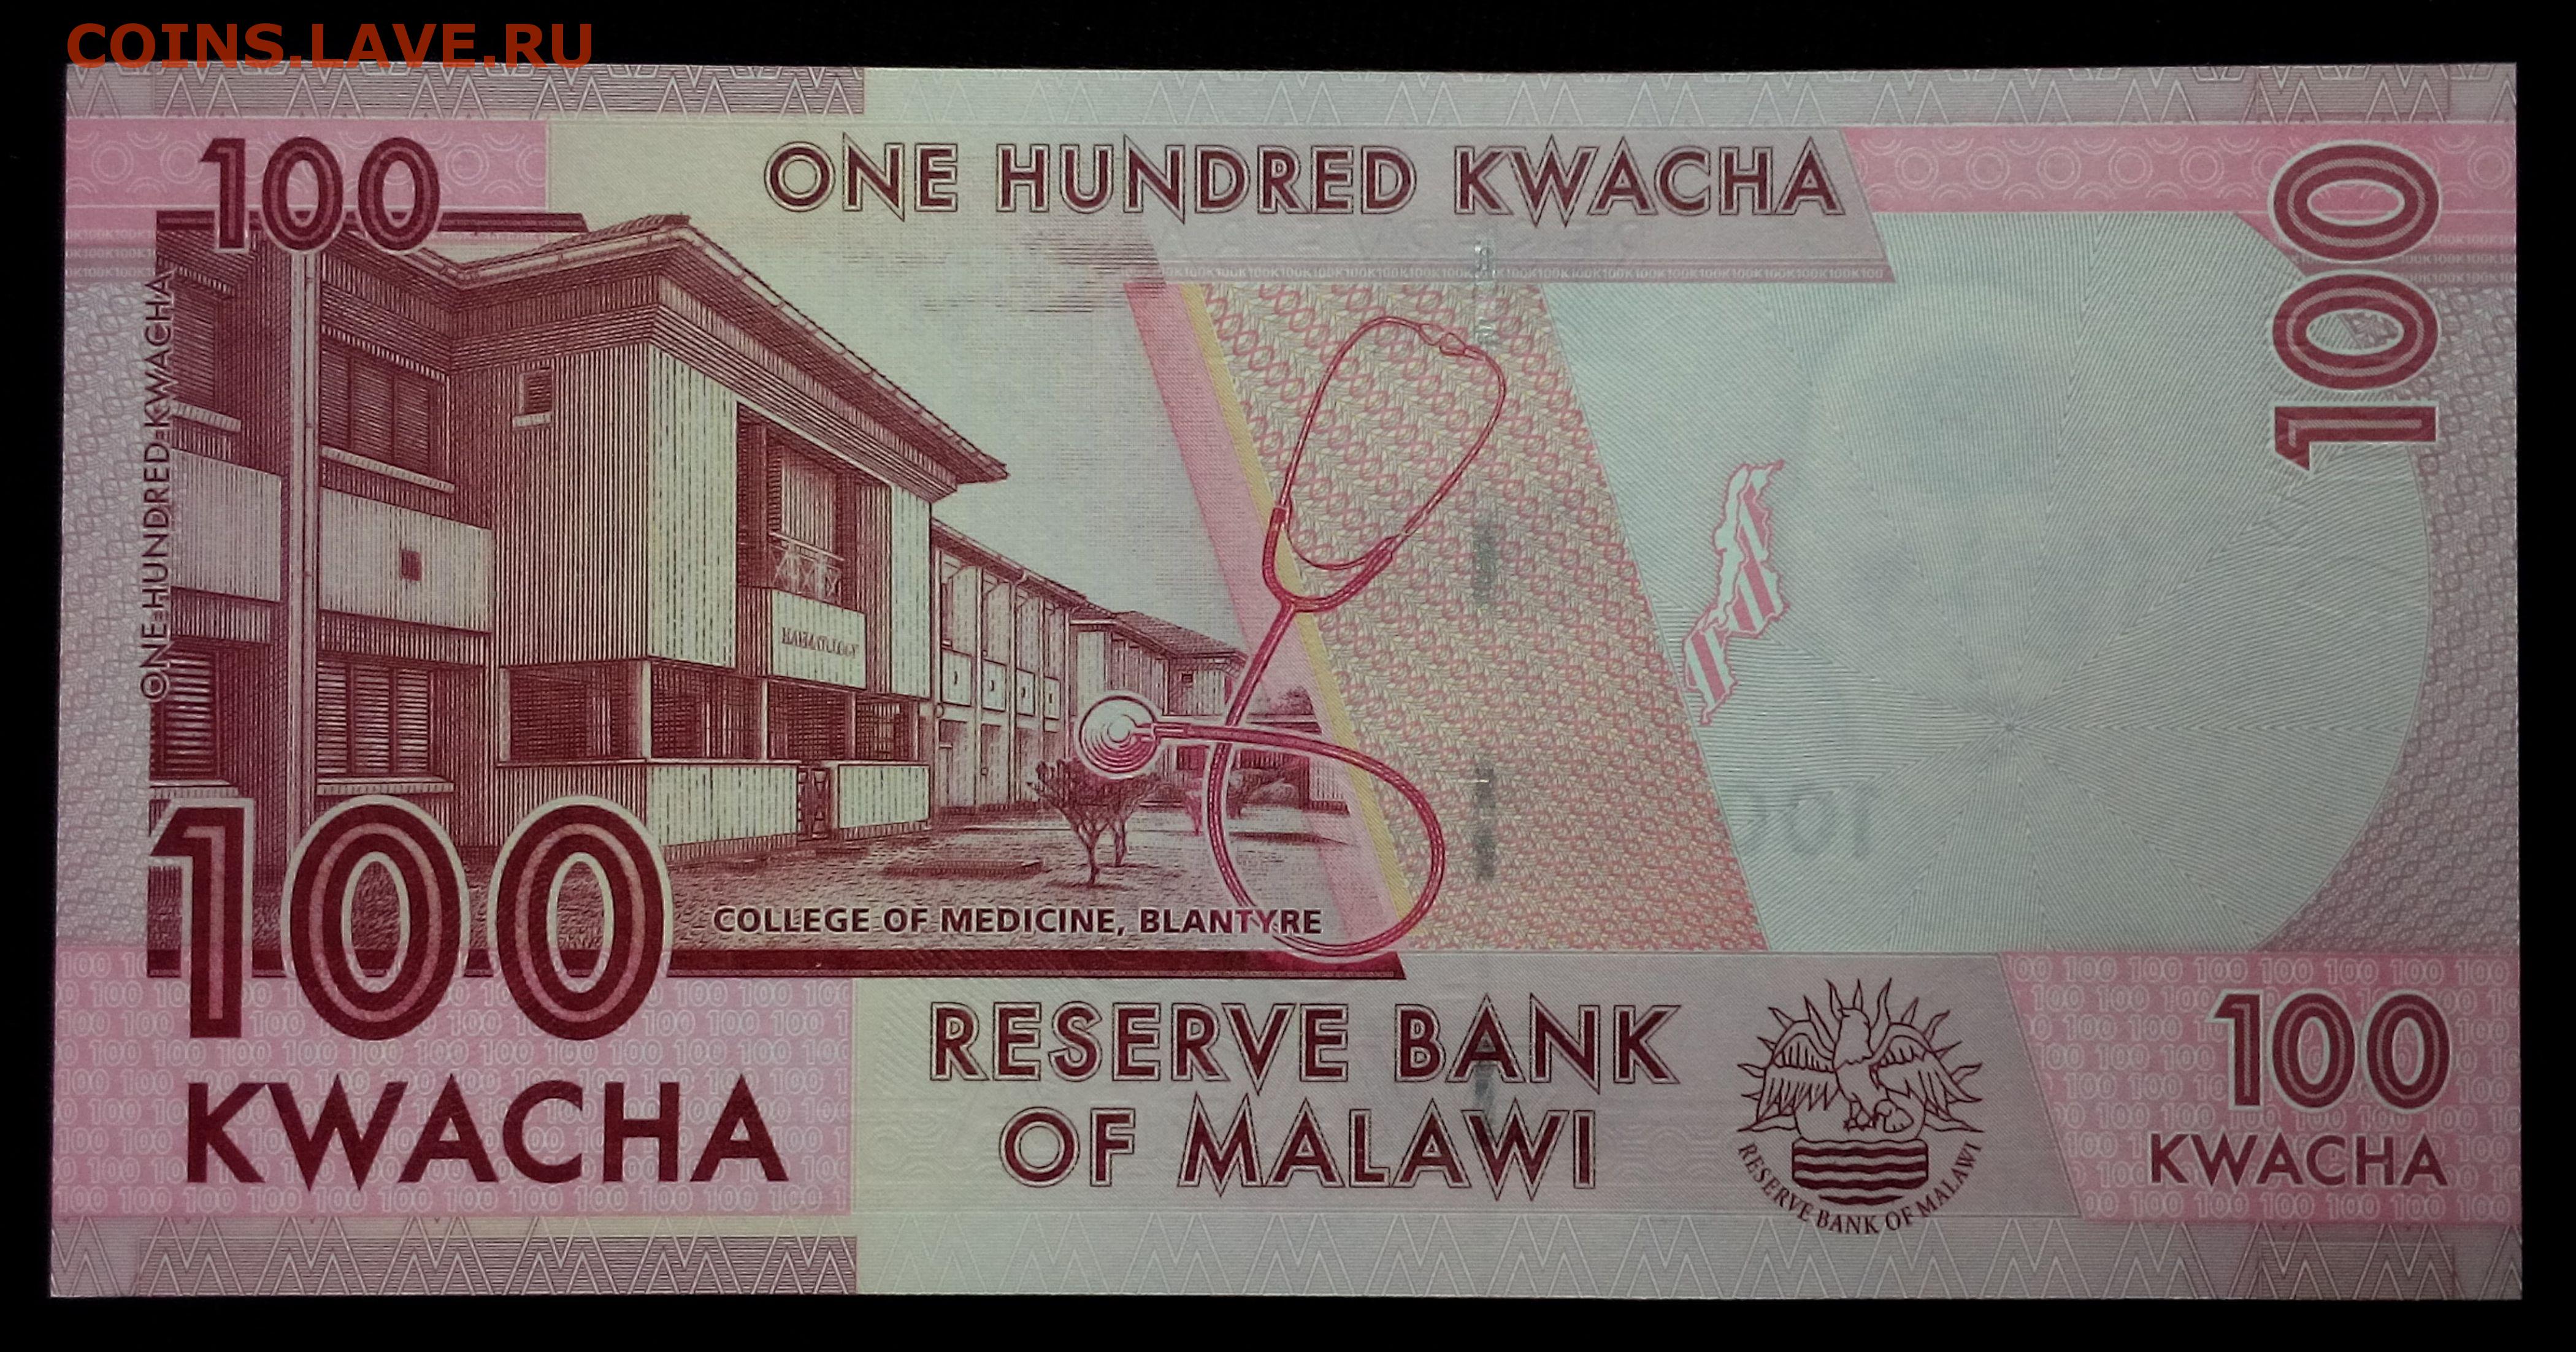 COINS.LAVE.RU
100
ONE HUNDRED KWACHA
100
ONE HUNDRED KWACHA
COLLEGE OF MEDICINE, BLANTYRE
100
KWACHA
RESERVE BANK
OF MALAWI
RESERVE BANK OF MALAWI
100
KWACHA